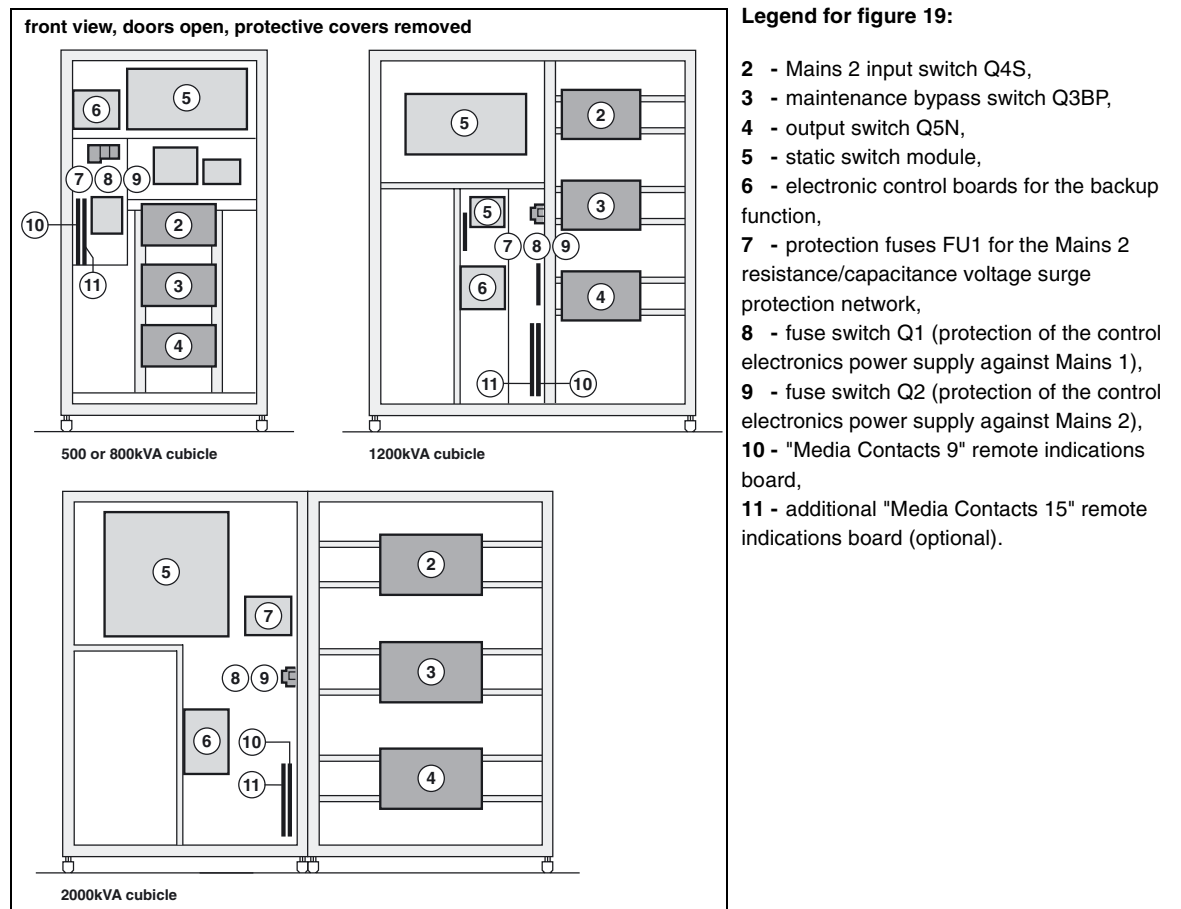 front view, doors open, protective covers removed
6
5
7 8 9
10
2
11
3
4
500 or 800kVA cubicle
5
2
5
3
7 8 9
6
4
11
10
1200kVA cubicle
5
2
7
8 9
3
6
10
11
4
2000kVA cubicle
Legend for figure 19:
2 - Mains 2 input switch Q4S,
3 - maintenance bypass switch Q3BP,
4 - output switch Q5N,
5 - static switch module,
6 - electronic control boards for the backup
function,
7 - protection fuses FU1 for the Mains 2
resistance/capacitance voltage surge
protection network,
8 - fuse switch Q1 (protection of the control
electronics power supply against Mains 1),
9 - fuse switch Q2 (protection of the control
electronics power supply against Mains 2),
10 - "Media Contacts 9" remote indications
board,
11 - additional "Media Contacts 15" remote
indications board (optional).